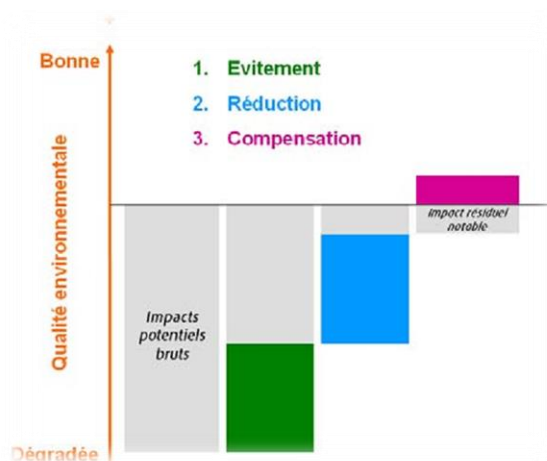 Bonne
1. Evitement
2. Réduction
3. Compensation
Qualité environnementale
Impact résiduel
notable
Impacts
potentiels
bruts
Dégradée